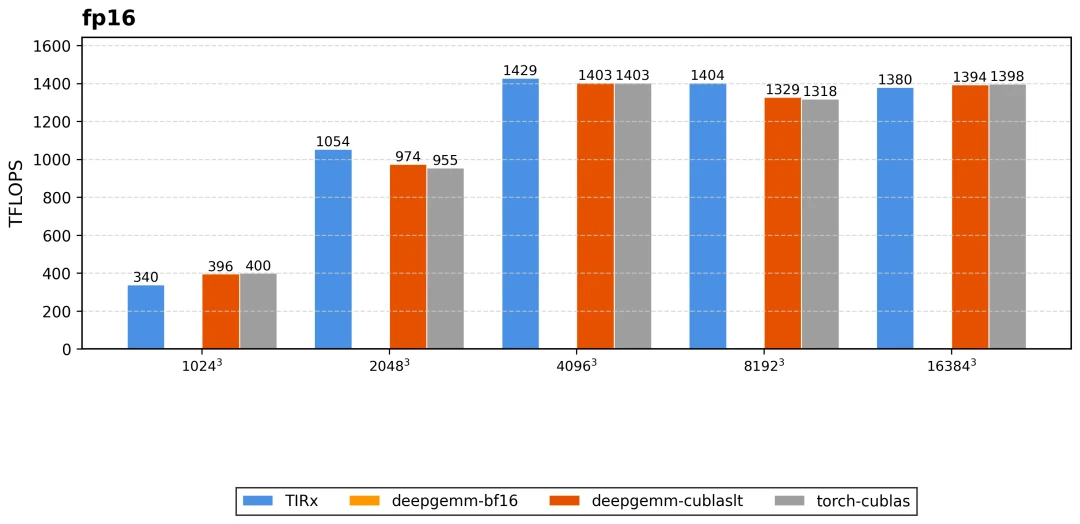 fp16
TFLOPS
1600
1400
1200
1000
800
600
400
200
0
340 396 400
1054 974 955
1429 1403 1403
1404 1329 1318
1380 1394 1398
1024³ 2048³ 4096³ 8192³ 16384³
TIRx deepgemm-bf16 deepgemm-cublaslt torch-cublas